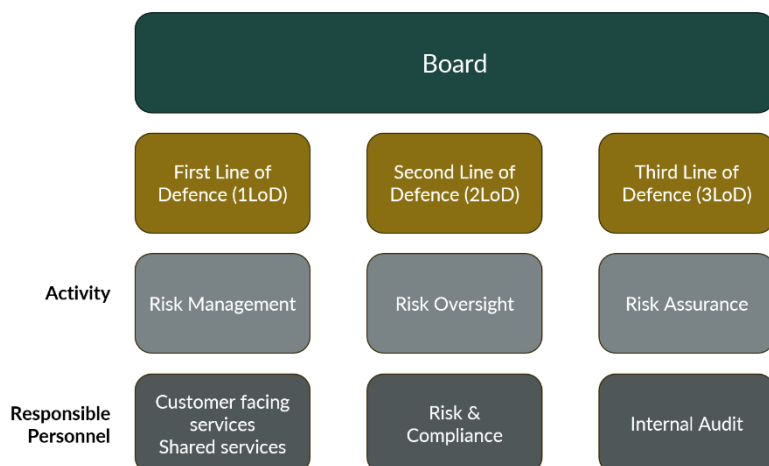 Board
First Line of
Defence (1LoD)
Second Line of
Defence (2LoD)
Third Line of
Defence (3LoD)
Activity
Risk Management
Risk Oversight
Risk Assurance
Responsible
Personnel
Customer facing
services
Shared services
Risk &
Compliance
Internal Audit